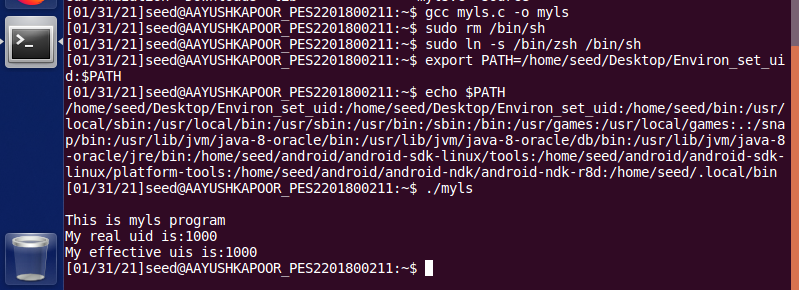 [01/31/21]seed@AAYUSHKAPOOR_PES2201800211:~$ gcc myls.c -o myls
[01/31/21]seed@AAYUSHKAPOOR_PES2201800211:~$ sudo rm /bin/sh
[01/31/21]seed@AAYUSHKAPOOR_PES2201800211:~$ sudo ln -s /bin/zsh /bin/sh
[01/31/21]seed@AAYUSHKAPOOR_PES2201800211:~$ export PATH=/home/seed/Desktop/Environ_set_ui
d:$PATH
[01/31/21]seed@AAYUSHKAPOOR_PES2201800211:~$ echo $PATH
/home/seed/Desktop/Environ_set_uid:/home/seed/Desktop/Environ_set_uid:/home/seed/bin:/usr/
local/sbin:/usr/local/bin:/usr/sbin:/usr/bin:/sbin:/bin:/usr/games:/usr/local/games:.:/sna
p/bin:/usr/lib/jvm/java-8-oracle/bin:/usr/lib/jvm/java-8-oracle/db/bin:/usr/lib/jvm/java-8
-oracle/jre/bin:/home/seed/android/android-sdk-linux/tools:/home/seed/android/android-sdk-
linux/platform-tools:/home/seed/android/android-ndk/android-ndk-r8d:/home/seed/.local/bin
[01/31/21]seed@AAYUSHKAPOOR_PES2201800211:~$ ./myls
This is myls program
My real uid is:1000
My effective uis is:1000
[01/31/21]seed@AAYUSHKAPOOR_PES2201800211:~$